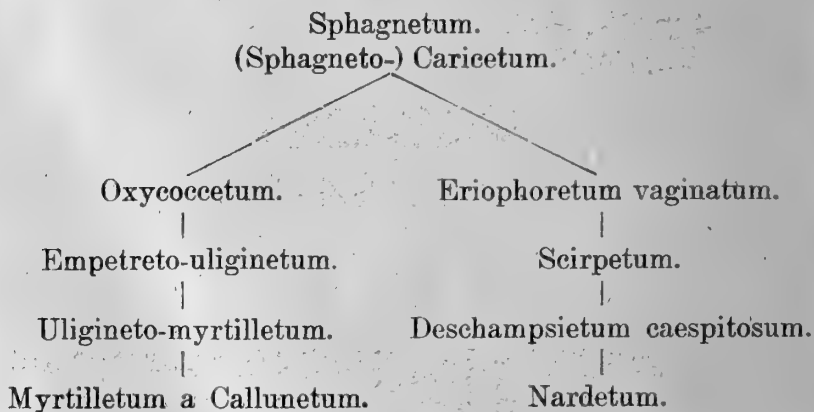 Sphagnetum.
(Sphagneto-) Caricetum.
Oxycoccetum. Eriophoretum vaginatum.
Empetreto-uliginetum. Scirpetum.
Uligineto-myrtilletum. Deschampsietum caespitosum.
Myrtilletum a Callunetum. Nardetum.